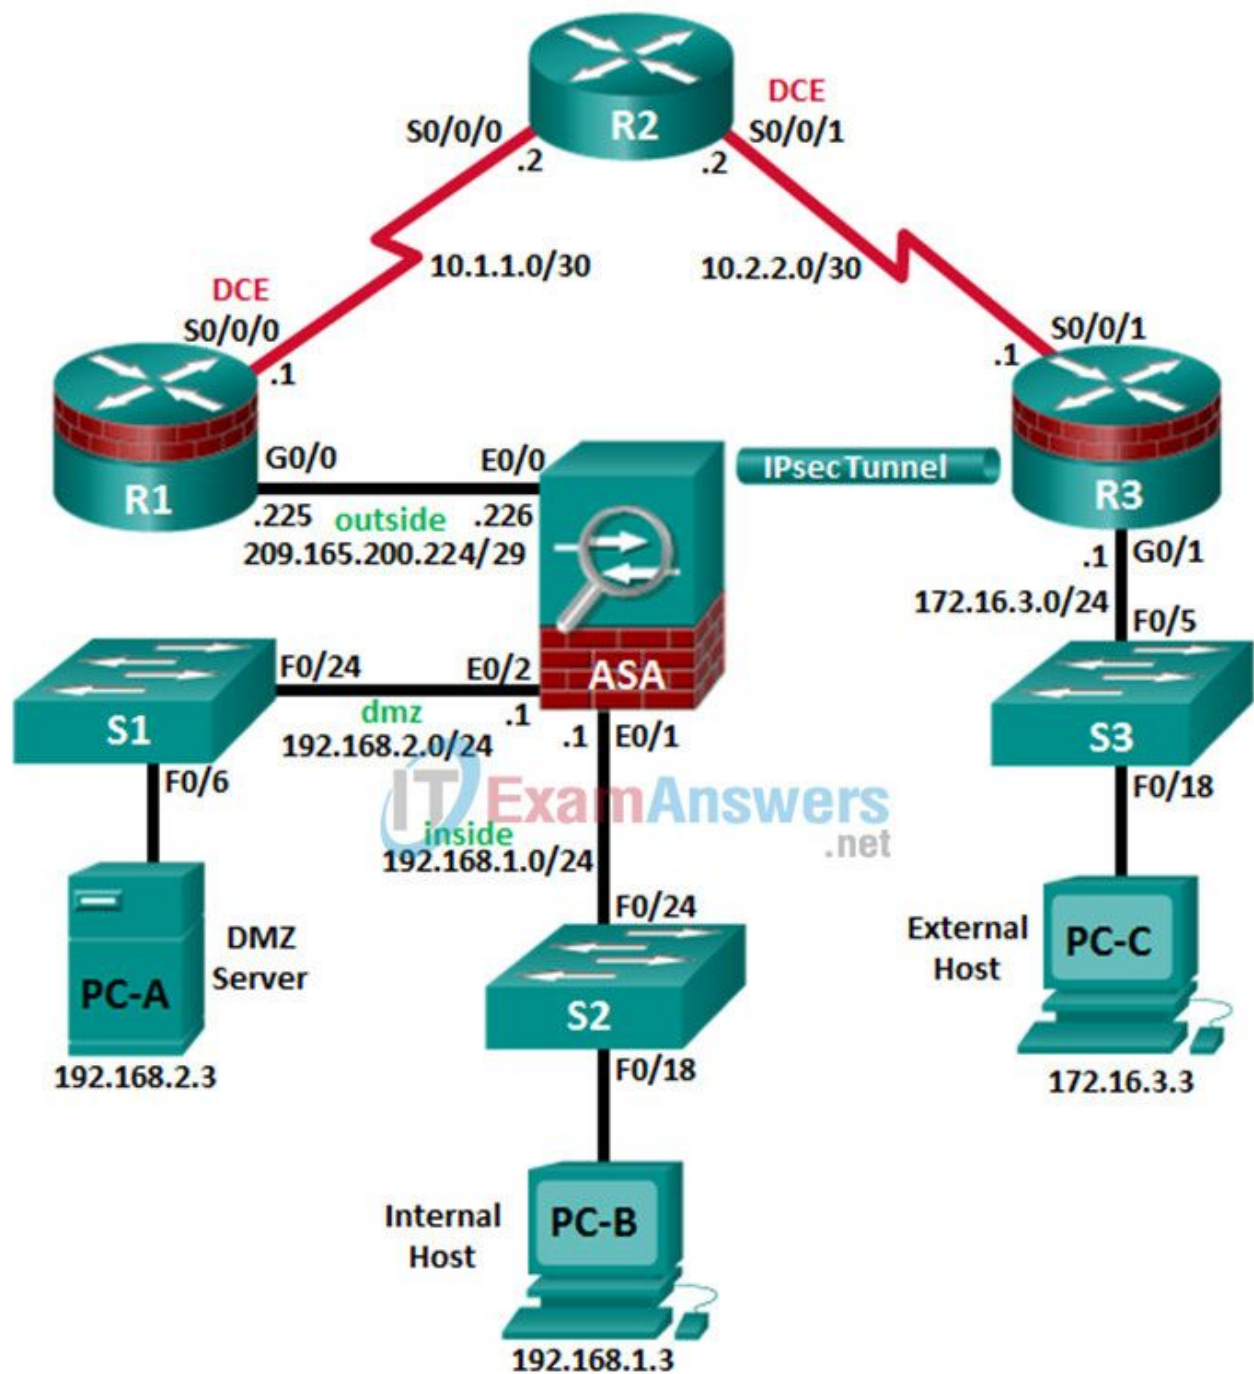 R2
DCE
S0/0/0
S0/0/1
.2
.2
10.1.1.0/30
10.2.2.0/30
DCE
S0/0/0
.1
S0/0/1
.1
R1
G0/0
E0/0
.225
outside
.226
209.165.200.224/29
IPsec Tunnel
R3
.1
G0/1
172.16.3.0/24
F0/5
ASA
S1
F0/24
E0/2
dmz
.1
192.168.2.0/24
.1
E0/1
F0/6
S3
F0/18
ITExamAnswers
.net
inside
192.168.1.0/24
F0/24
DMZ
Server
PC-A
192.168.2.3
External
Host
PC-C
172.16.3.3
S2
F0/18
Internal
Host
PC-B
192.168.1.3